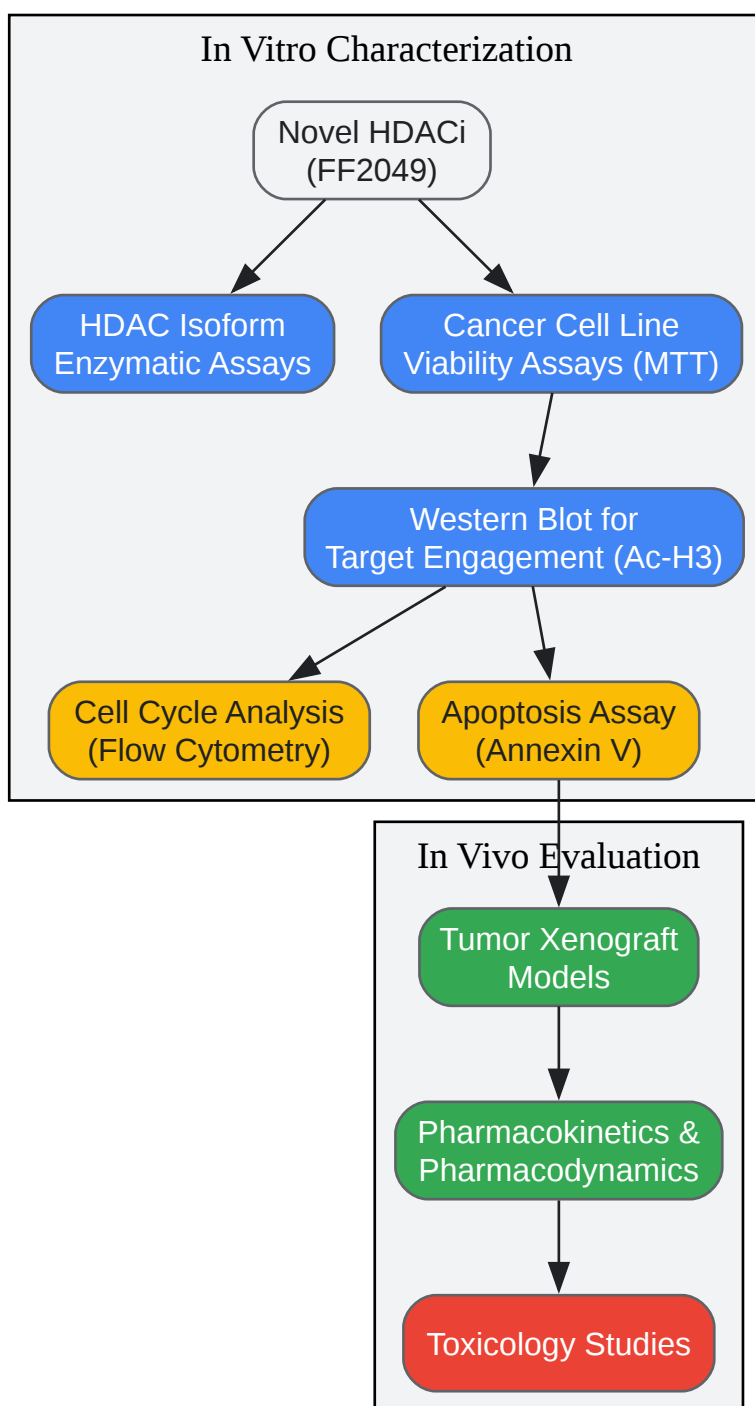 In Vitro Characterization
Novel HDACi
(FF2049)
HDAC Isoform
Enzymatic Assays
Cancer Cell Line
Viability Assays (MTT)
Western Blot for
Target Engagement (Ac-H3)
Cell Cycle Analysis
(Flow Cytometry)
Apoptosis Assay
(Annexin V)
In Vivo Evaluation
Tumor Xenograft
Models
Pharmacokinetics &
Pharmacodynamics
Toxicology Studies